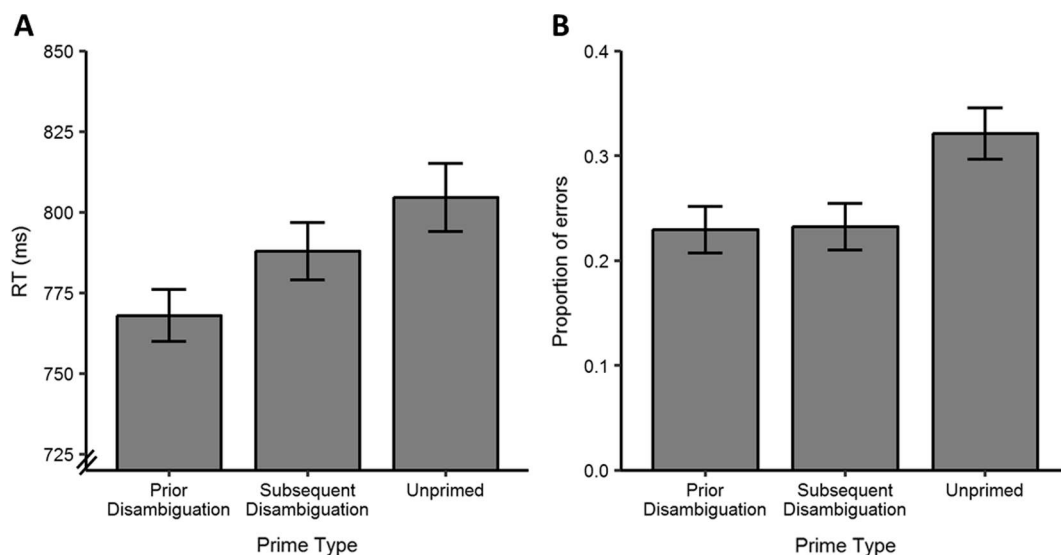 A
850
825
800
775
750
725
RT (ms)
Prior
Disambiguation
Subsequent
Disambiguation
Unprimed
Prime Type
B
0.4
0.3
0.2
0.1
0.0
Proportion of errors
Prior
Disambiguation
Subsequent
Disambiguation
Unprimed
Prime Type